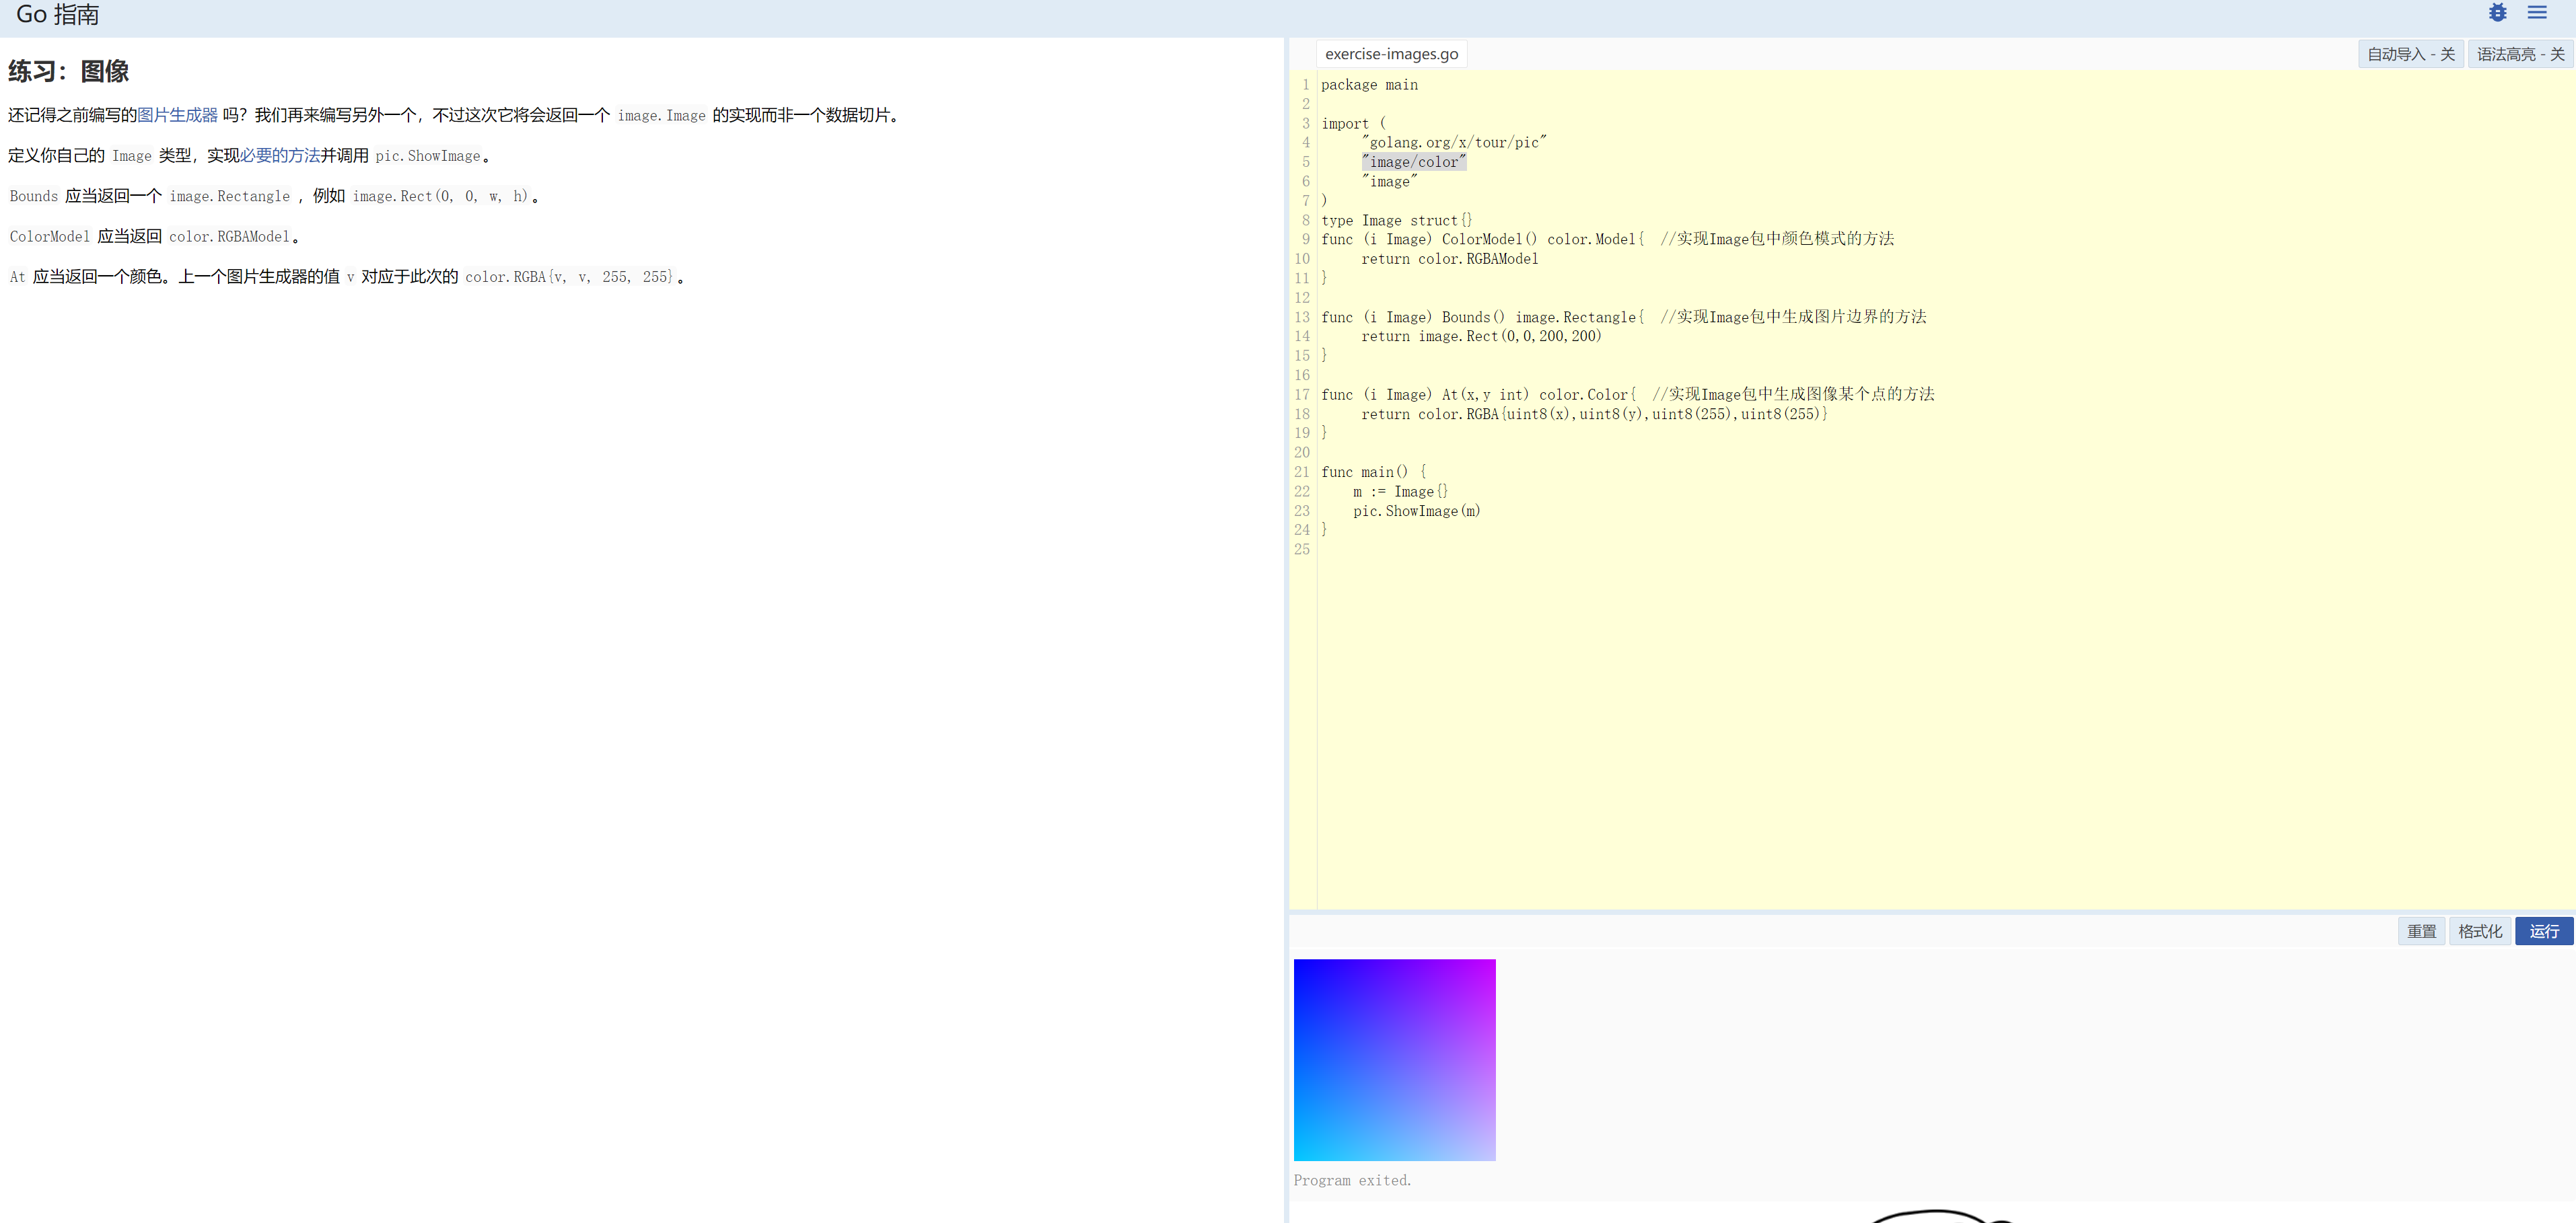 Go 指南
练习：图像
还记得之前编写的图片生成器 吗？我们再来编写另外一个，不过这次它将会返回一个 image.Image 的实现而非一个数据切片。
定义你自己的 Image 类型，实现必要的方法并调用 pic.ShowImage。
Bounds 应当返回一个 image.Rectangle ，例如 image.Rect(0, 0, w, h)。
ColorModel 应当返回 color.RGBAModel。
At 应当返回一个颜色。上一个图片生成器的值 v 对应于此次的 color.RGBA{v, v, 255, 255}。
exercise-images.go
自动导入 - 关
语法高亮 - 关
1 package main
2
3 import (
4 "golang.org/x/tour/pic"
5 "image/color"
6 "image"
7 )
8 type Image struct{}
9 func (i Image) ColorModel() color.Model{  //实现Image包中颜色模式的方法
10 return color.RGBAModel
11 }
12
13 func (i Image) Bounds() image.Rectangle{  //实现Image包中生成图片边界的方法
14 return image.Rect(0,0,200,200)
15 }
16
17 func (i Image) At(x,y int) color.Color{  //实现Image包中生成图像某个点的方法
18 return color.RGBA{uint8(x),uint8(y),uint8(255),uint8(255)}
19 }
20
21 func main() {
22 m := Image{}
23 pic.ShowImage(m)
24 }
25
重置
格式化
运行
Program exited.